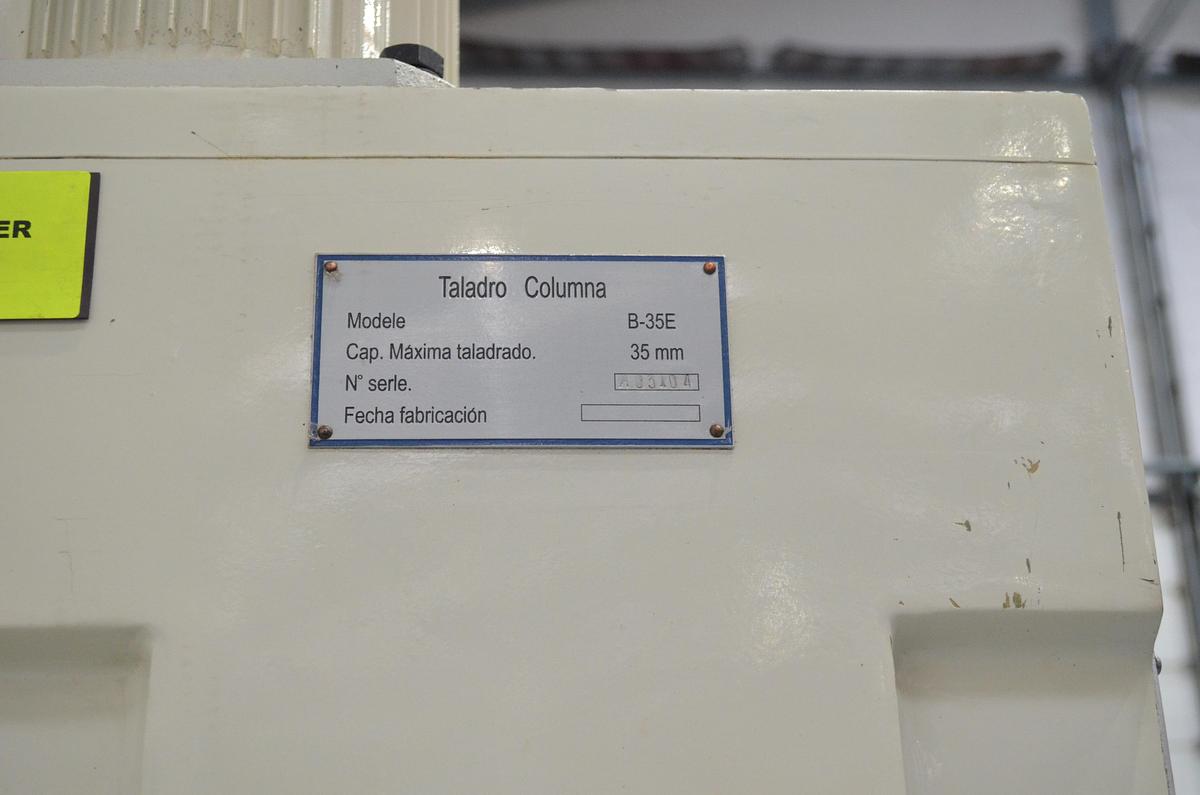 ER
Taladro Columna
Modele B-35E
Cap. Máxima taladrado. 35 mm
N° serle.
Fecha fabricación